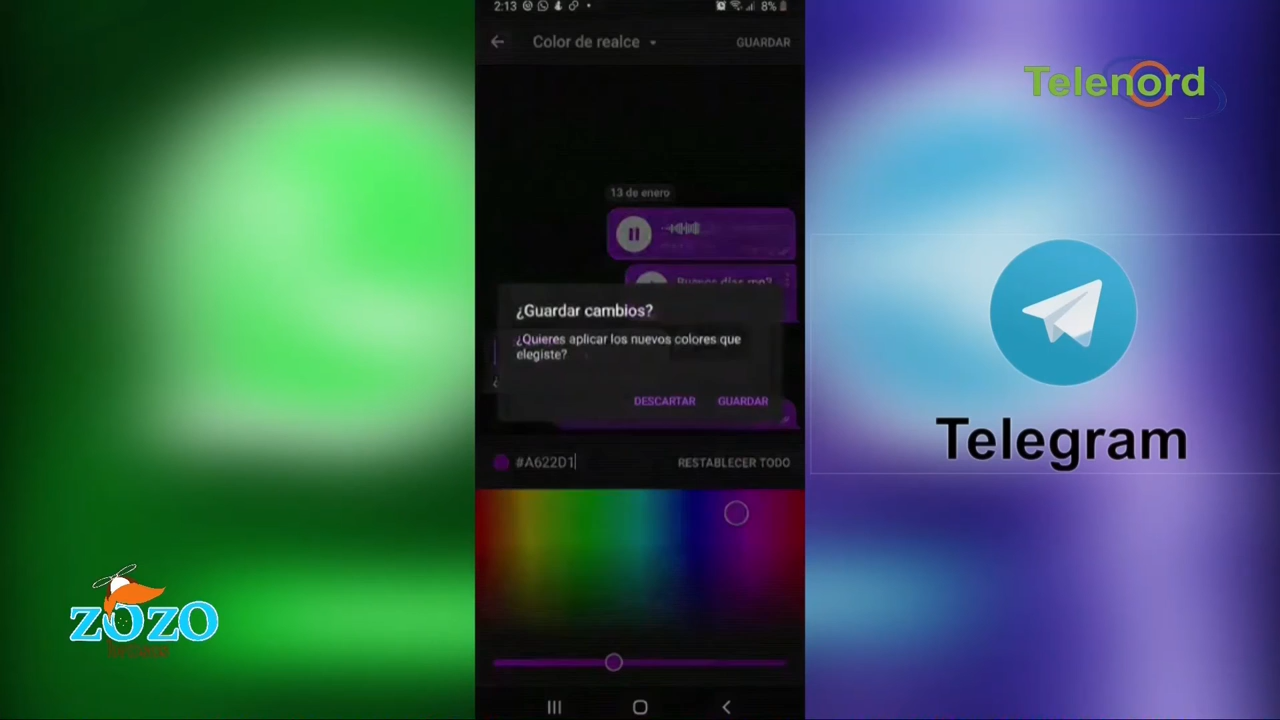 2:13
8%
Color de realce
GUARDAR
Telenord
13 de enero
¿Guardar cambios?
¿Quieres aplicar los nuevos colores que
elegiste?
DESCARTAR
GUARDAR
#A622D1
RESTABLECER TODO
Telegram
zozo